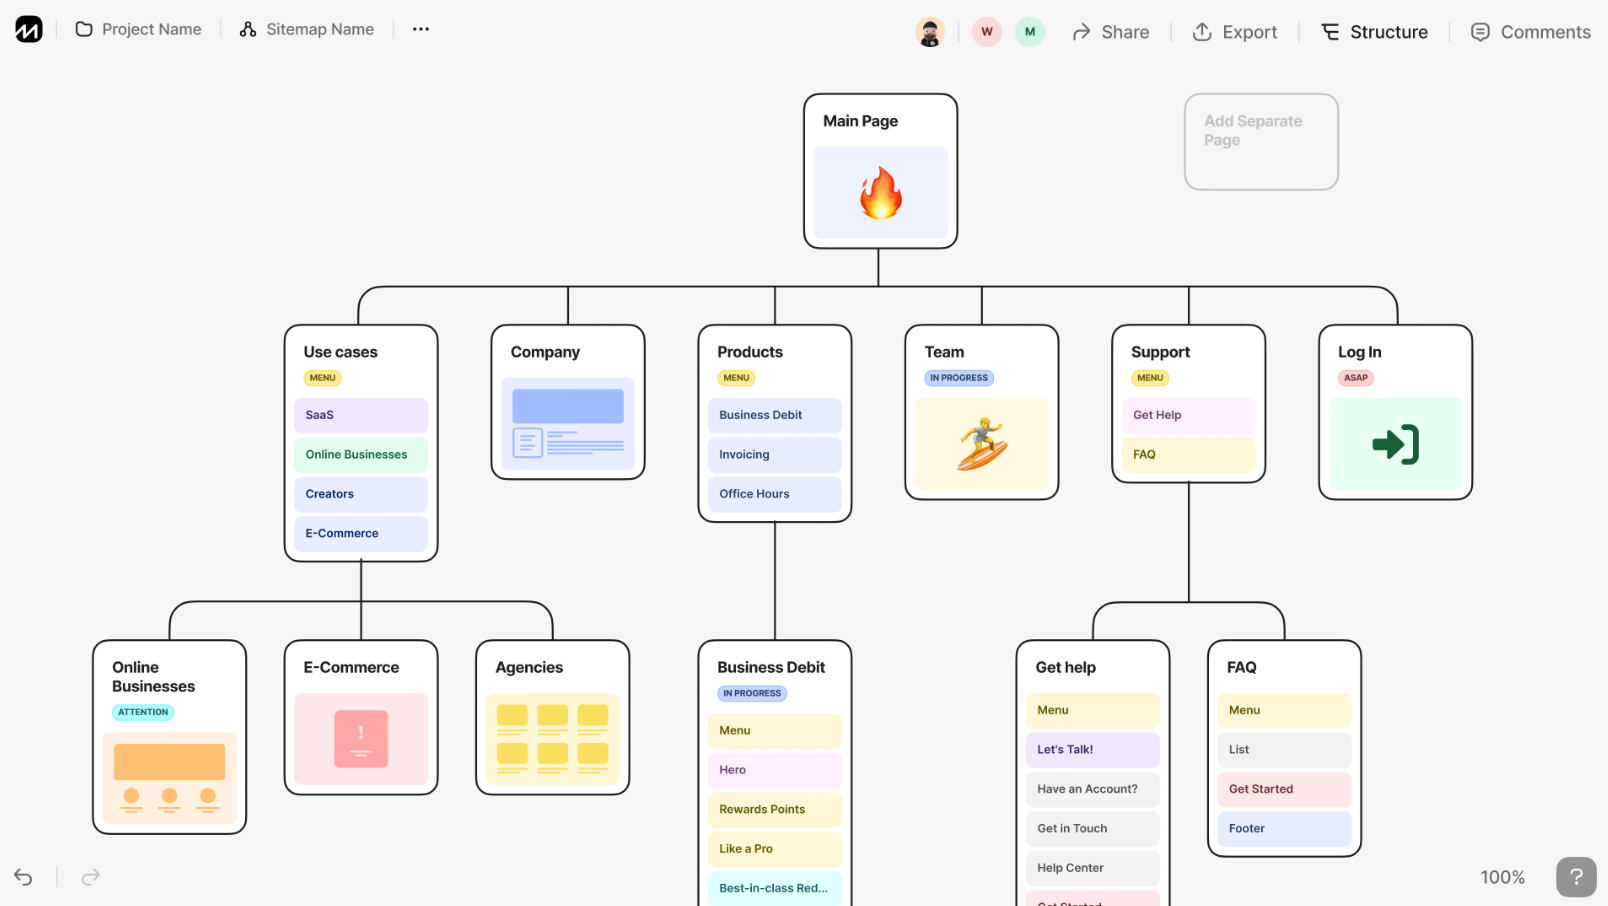 Project Name
Sitemap Name
W
M
Share
Export
Structure
Comments
Main Page
Add Separate
Page
Use cases
MENU
SaaS
Online Businesses
Creators
E-Commerce
Company
Products
MENU
Business Debit
Invoicing
Office Hours
Team
IN PROGRESS
Support
MENU
Get Help
FAQ
Log In
ASAP
Online
Businesses
ATTENTION
E-Commerce
!
Agencies
Business Debit
IN PROGRESS
Menu
Hero
Rewards Points
Like a Pro
Best-in-class Red...
Get help
Menu
Let's Talk!
Have an Account?
Get in Touch
Help Center
Get Started
FAQ
Menu
List
Get Started
Footer
100%
?